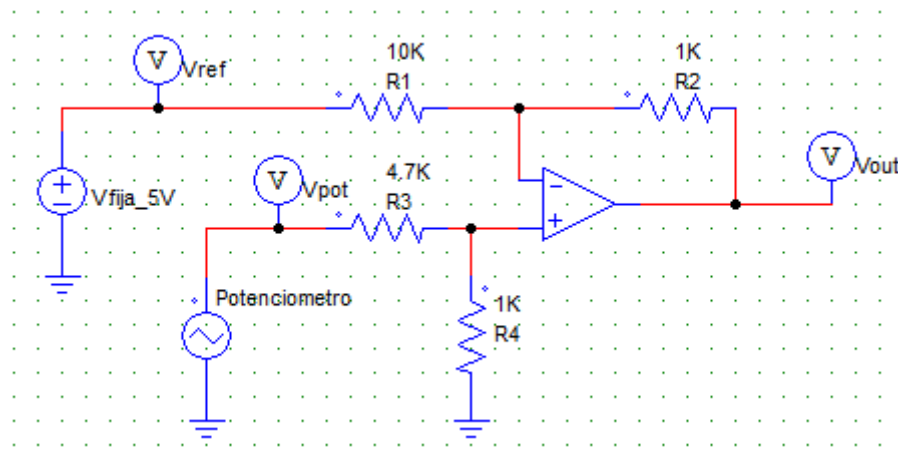 10K
1K
V
Vref
R1
R2
V
Vpot
4.7K
V
Vout
+
−
Vfija_5V
R3
−
+
Potenciometro
1K
R4